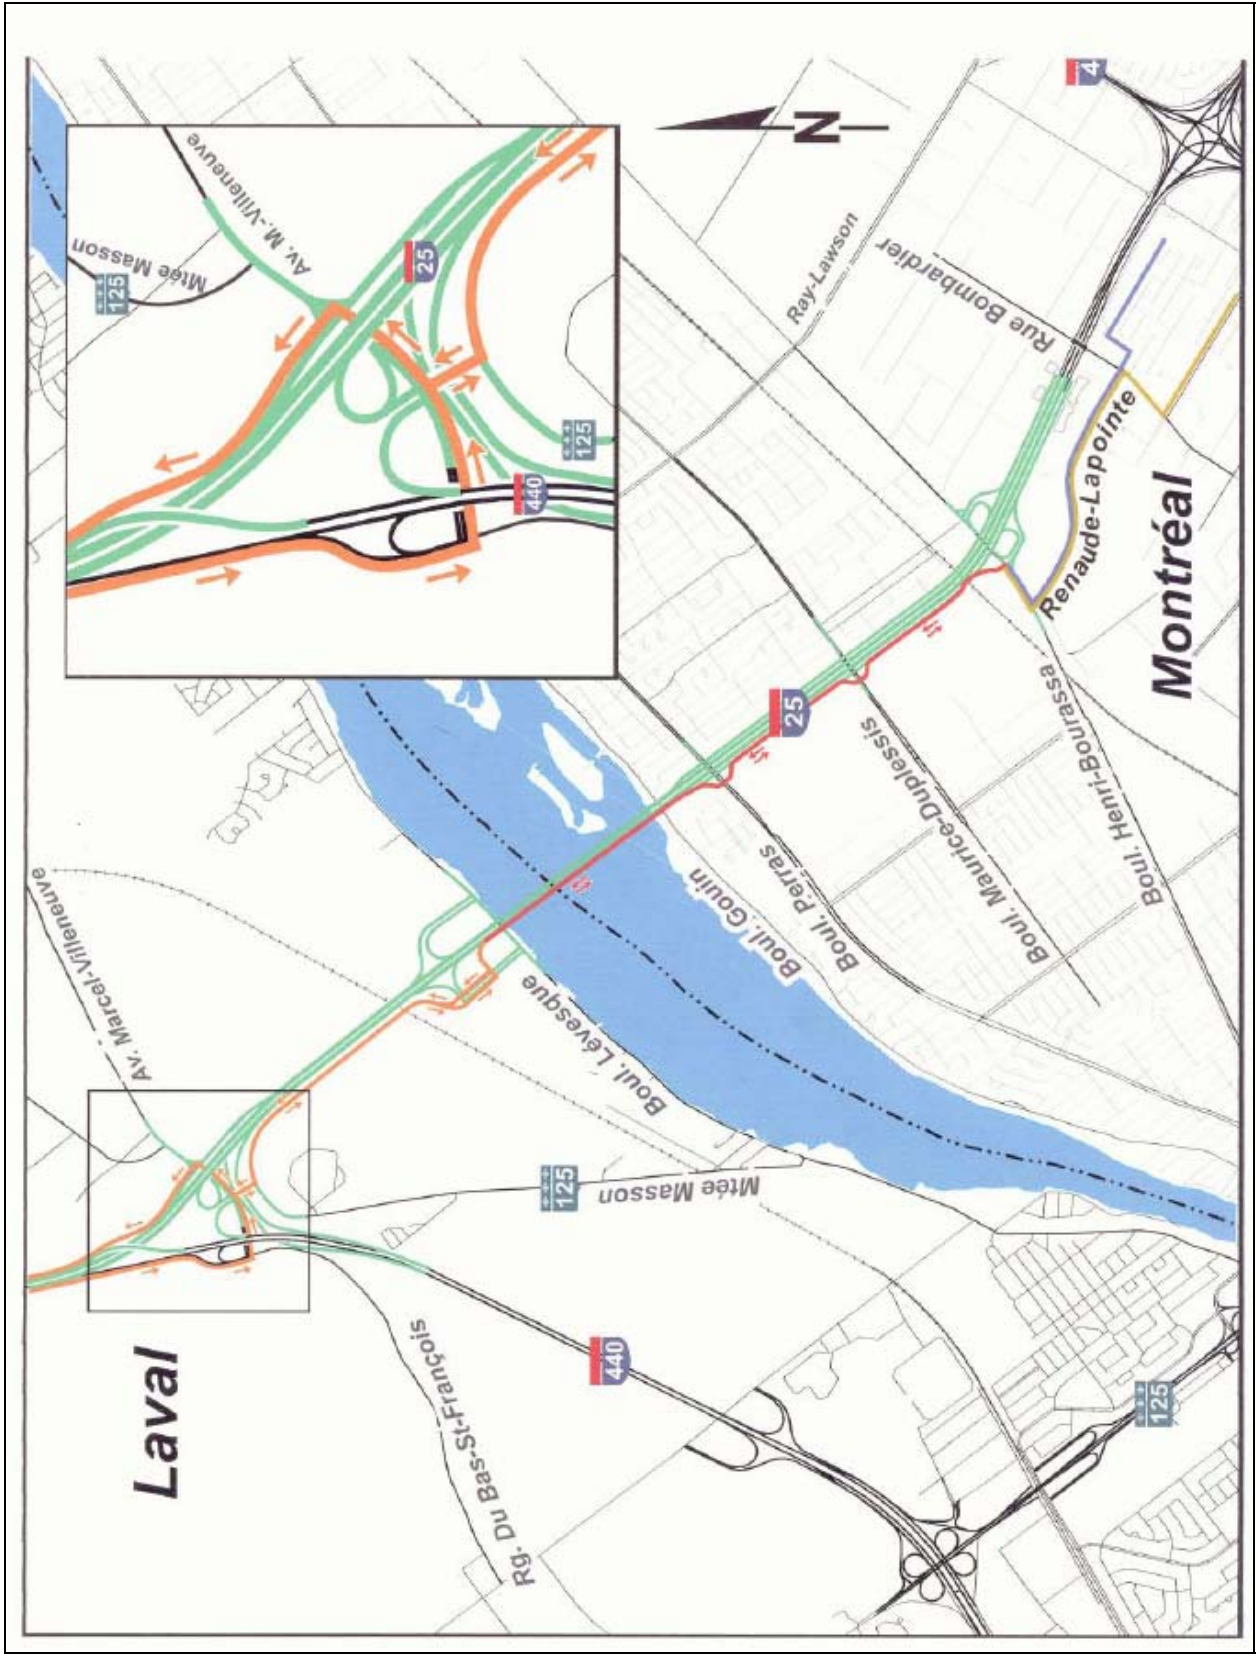 Laval
Rg. Du Bas-St-François
440
125
125
Mtée Masson
Av. Marcel-Villeneuve
Boul. Lévesque
Boul. Gouin
Boul. Perras
Boul. Maurice-Duplessis
Boul. Henri-Bourassa
25
Montréal
Renaude-Lapointe
Rue Bombardier
Ray-Lawson
4
N
Av. M.-Villeneuve
Mtée Masson
125
25
125
440